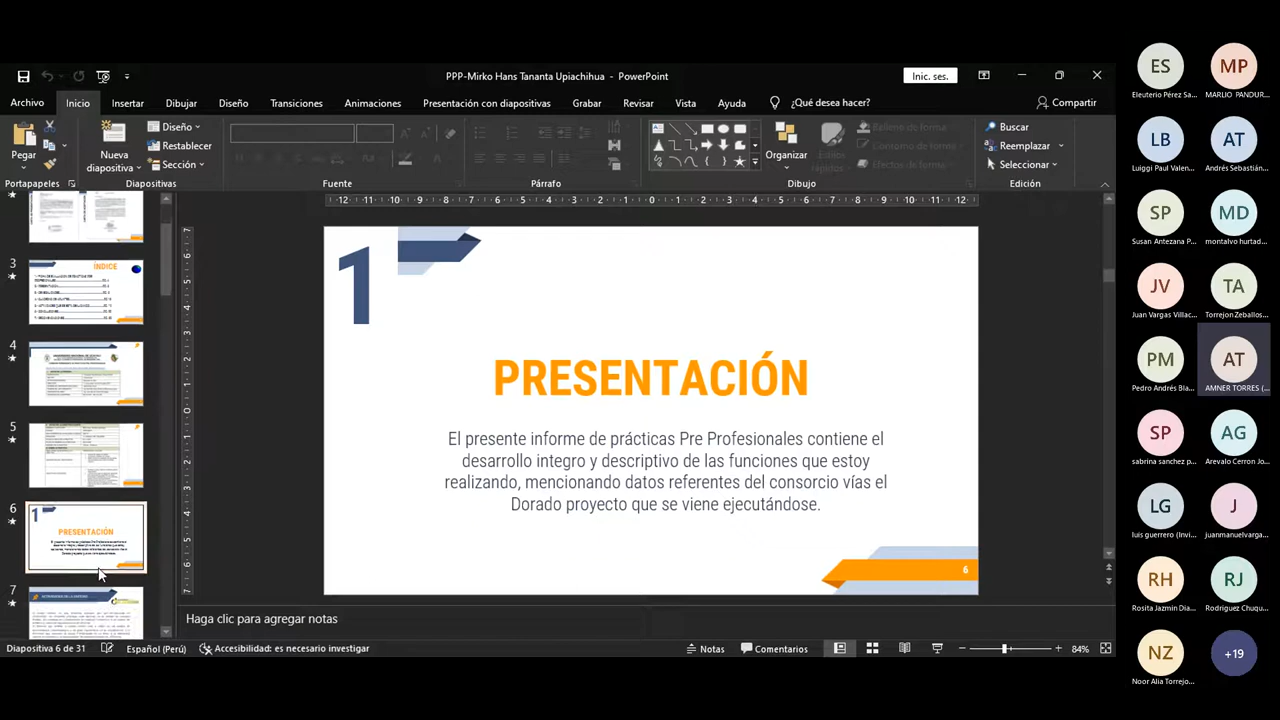 PPP-Mirko Hans Tananta Upiachihua - PowerPoint
Inic. ses.
Archivo Inicio Insertar Dibujar Diseño Transiciones Animaciones Presentación con diapositivas Grabar Revisar Vista Ayuda ¿Qué desea hacer? Compartir
Pegar
Nueva diapositiva
Diseño
Restablecer
Sección
Organizar
Estilos rápidos
Relleno de forma
Contorno de forma
Efectos de forma
Buscar
Reemplazar
Seleccionar
Portapapeles Diapositivas Fuente Párrafo Dibujo Edición
3
ÍNDICE
4
5
6
1
PRESENTACIÓN
7
1
PRESENTACIÓN
El presente informe de prácticas Pre Profesionales contiene el
desarrollo integro y descriptivo de las funciones que estoy
realizando, mencionando datos referentes del consorcio vías el
Dorado proyecto que se viene ejecutándose.
6
Haga clic para agregar notas
Diapositiva 6 de 31 Español (Perú) Accesibilidad: es necesario investigar Notas Comentarios 84%
ES MP
Eleuterio Pérez Sa... MARLIO PANDUR...
LB AT
Luiggi Paul Valen... Andrés Sebastián...
SP MD
Susan Antezana P... montalvo hurtad...
JV TA
Juan Vargas Villac... Torrejon Zeballos...
PM AT
Pedro Andrés Bla... AMNER TORRES (...
SP AG
sabrina sanchez p... Arevalo Cerron Jo...
LG J
luis guerrero (Invi... juanmanuelvarga...
RH RJ
Rosita Jazmin Dia... Rodriguez Chuqu...
NZ +19
Noor Alia Torrejo...